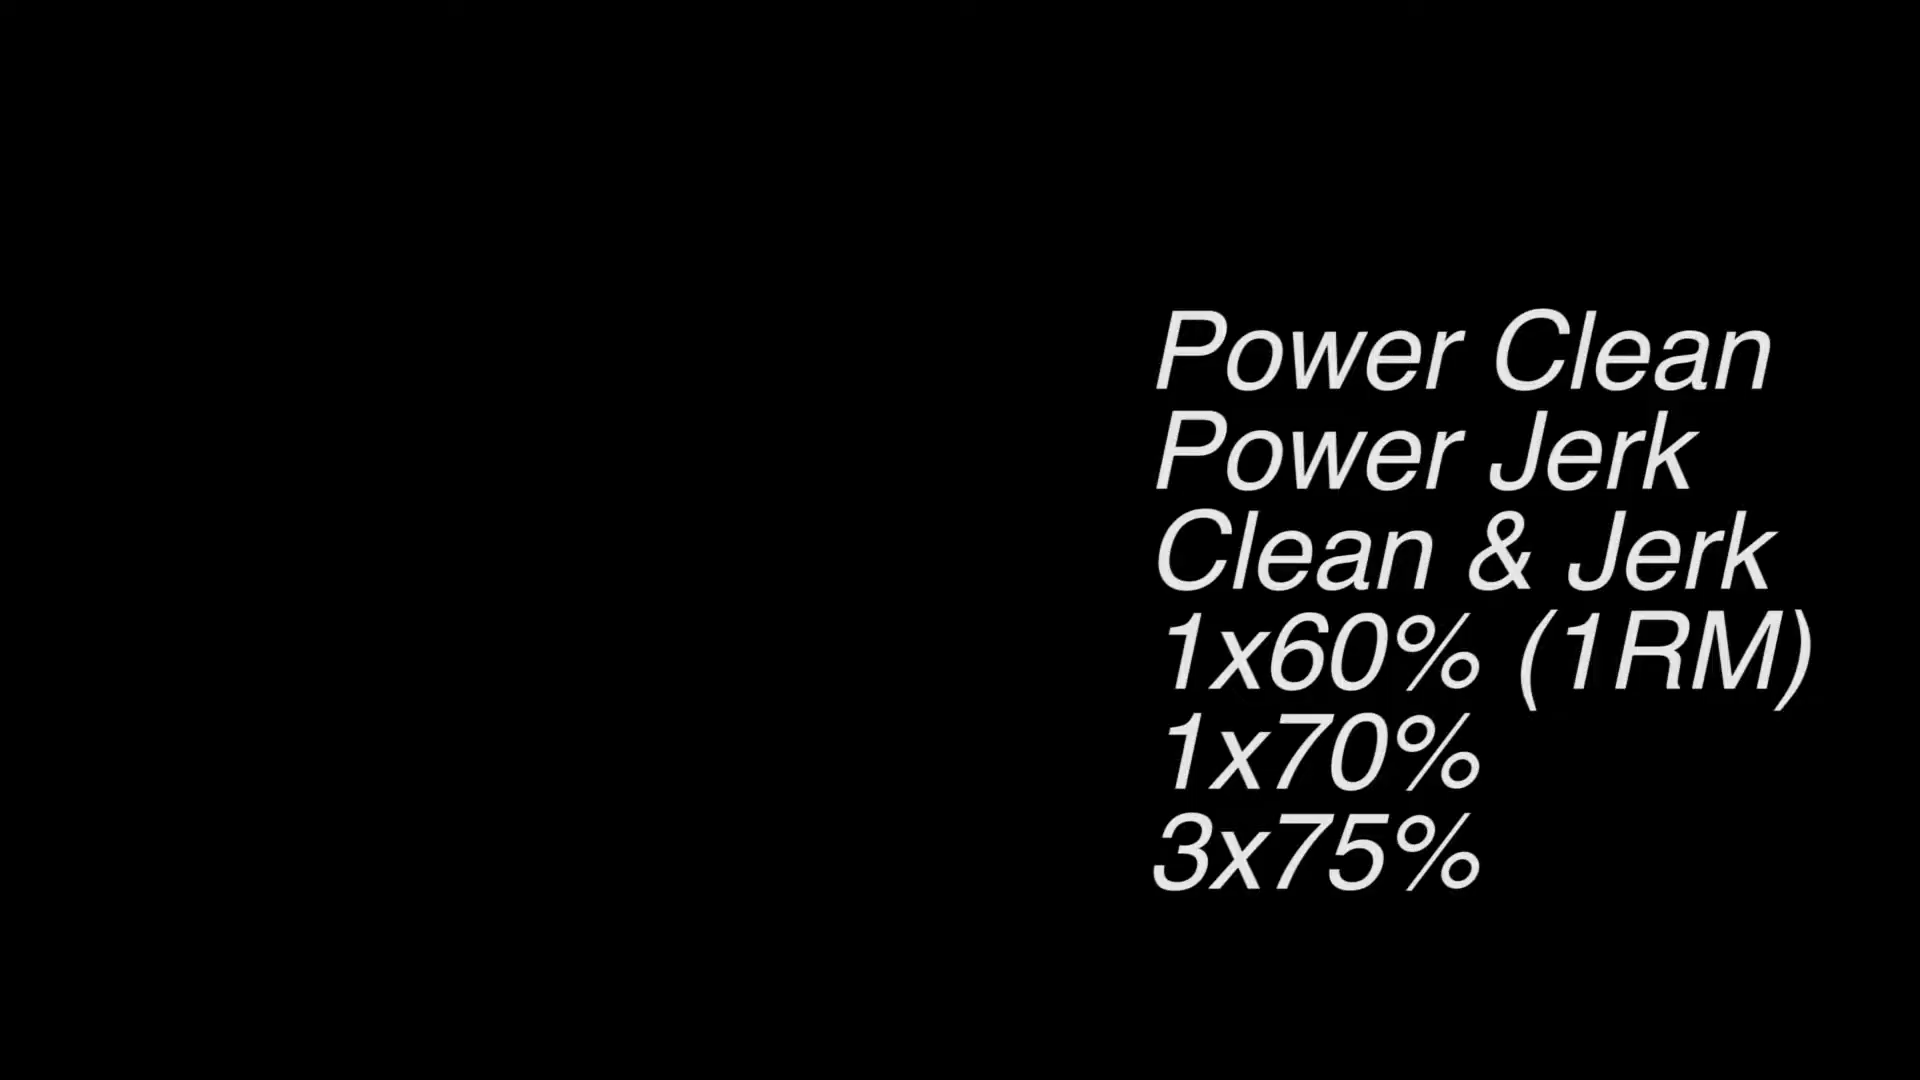 Power Clean
Power Jerk
Clean & Jerk
1x60% (1RM)
1x70%
3x75%